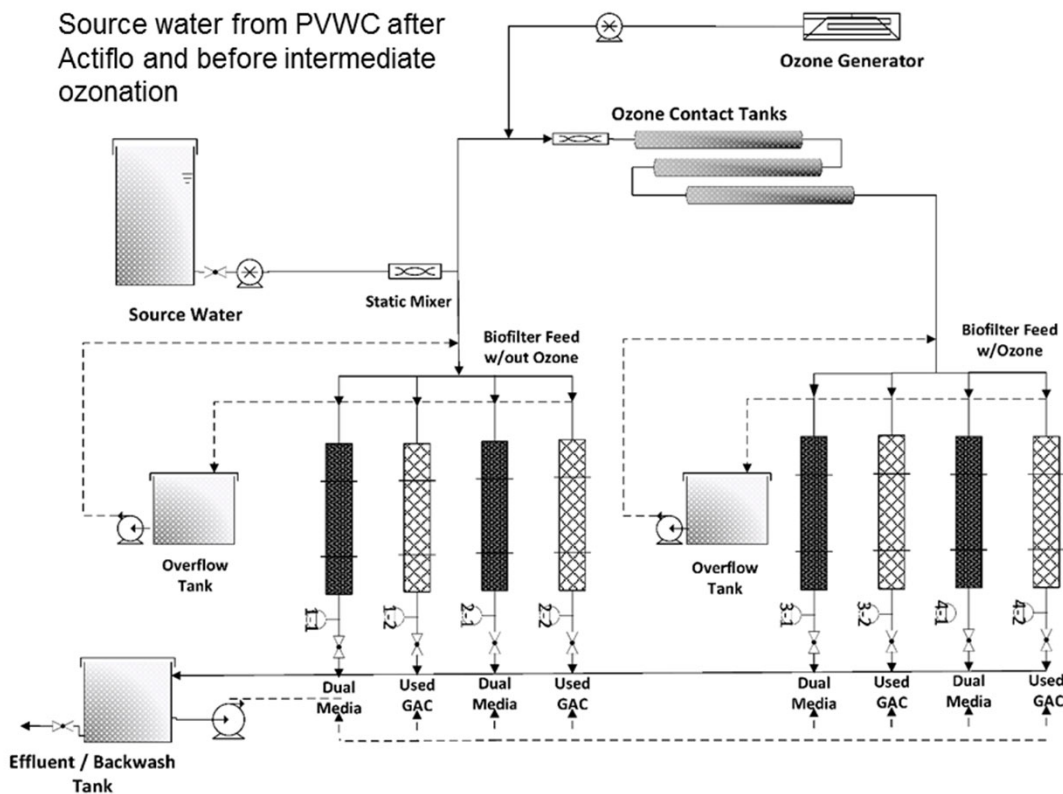 Source water from PVWC after
Actiflo and before intermediate
ozonation
Ozone Generator
Ozone Contact Tanks
Source Water
Static Mixer
Biofilter Feed
w/out Ozone
Biofilter Feed
w/Ozone
Overflow
Tank
Overflow
Tank
1-1
1-2
2-1
2-2
3-1
3-2
4-1
4-2
Dual
Media
Used
GAC
Dual
Media
Used
GAC
Dual
Media
Used
GAC
Dual
Media
Used
GAC
Effluent / Backwash
Tank